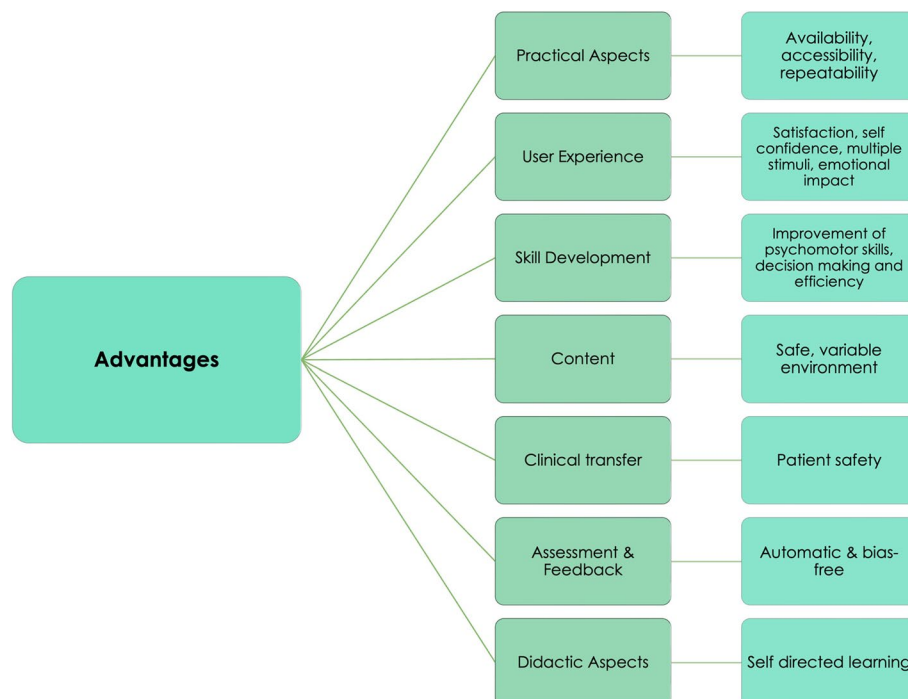 Advantages
Practical Aspects
Availability,
accessibility,
repeatability
User Experience
Satisfaction, self
confidence, multiple
stimuli, emotional
impact
Skill Development
Improvement of
psychomotor skills,
decision making and
efficiency
Content
Safe, variable
environment
Clinical transfer
Patient safety
Assessment &
Feedback
Automatic & bias-
free
Didactic Aspects
Self directed learning